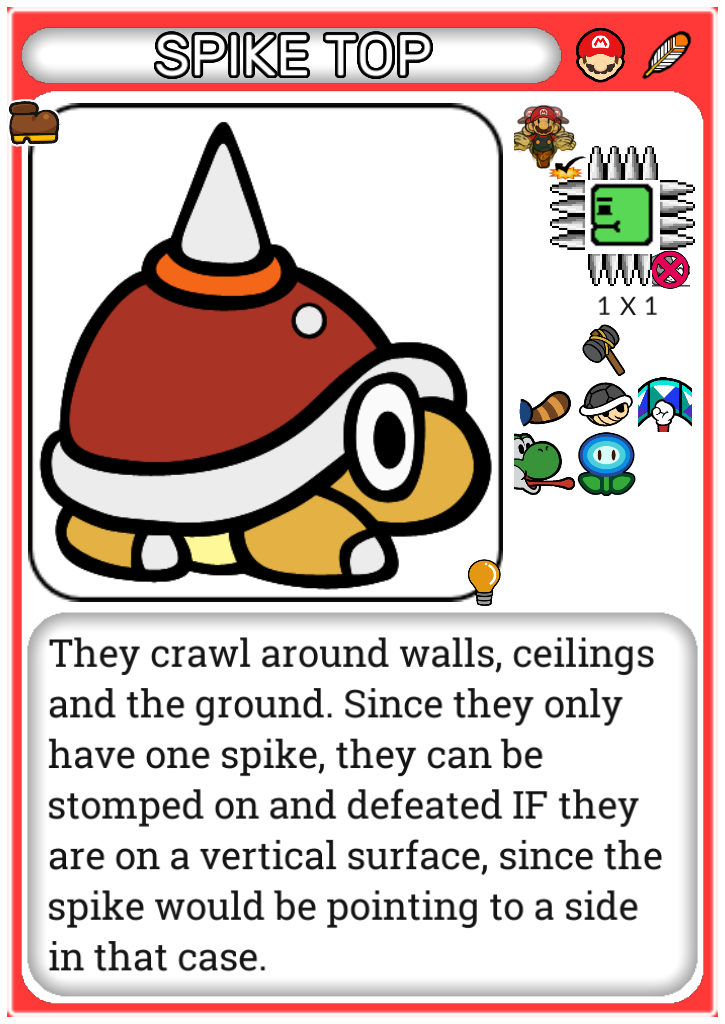 SPIKE TOP
M
1 X 1
They crawl around walls, ceilings
and the ground. Since they only
have one spike, they can be
stomped on and defeated IF they
are on a vertical surface, since the
spike would be pointing to a side
in that case.